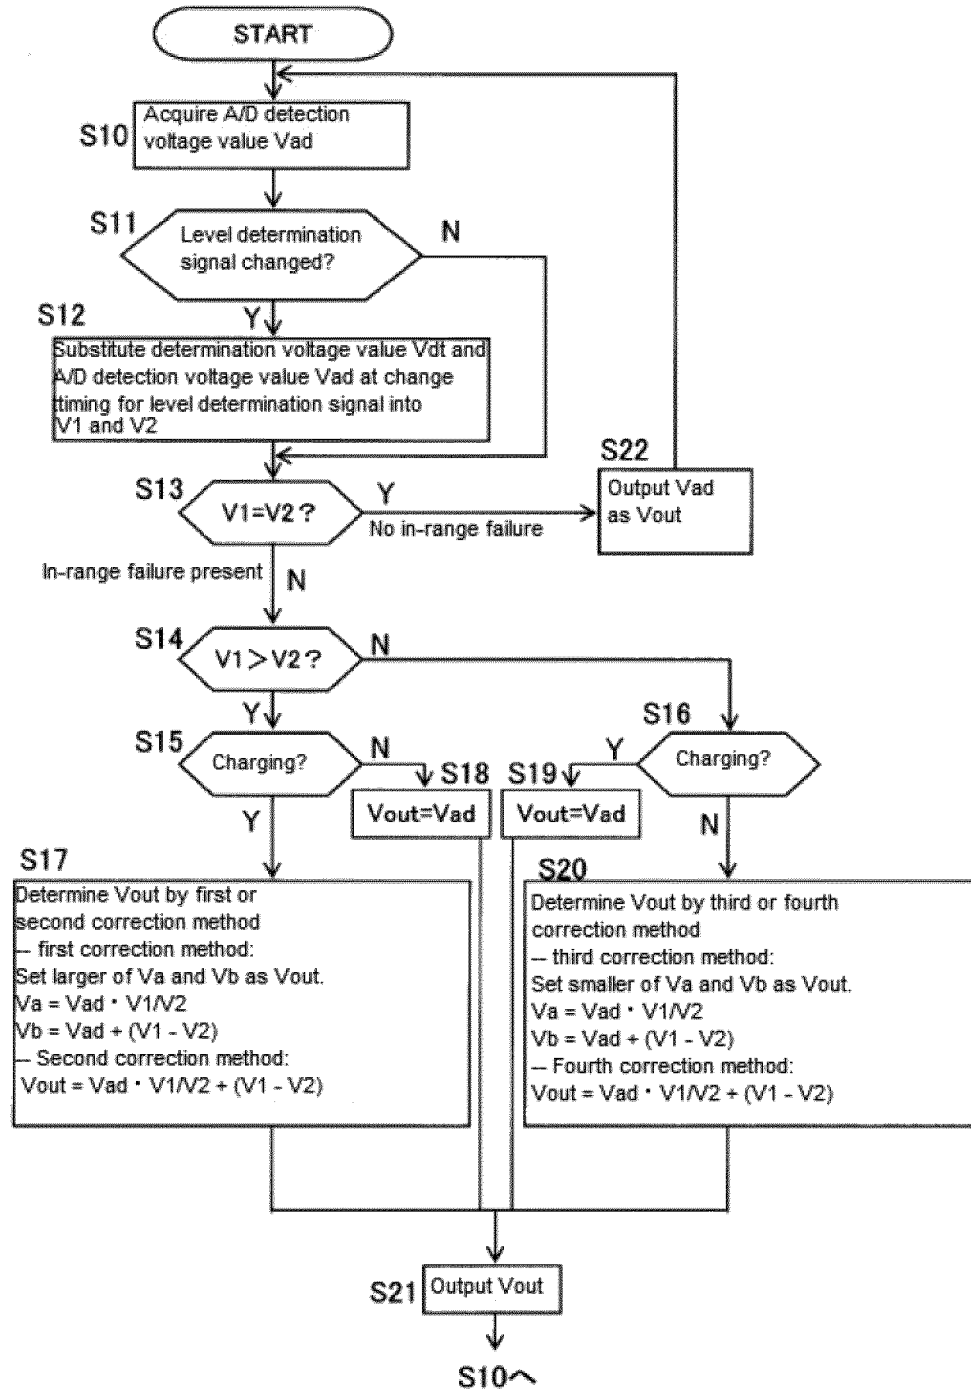 START
S10
Acquire A/D detection
voltage value Vad
S11
Level determination
signal changed?
N
Y
S12
Substitute determination voltage value Vdt and
A/D detection voltage value Vad at change
timing for level determination signal into
V1 and V2
S13
V1=V2?
Y
No in-range failure
S22
Output Vad
as Vout
In-range failure present
N
S14
V1>V2?
N
Y
S15
Charging?
N
Y
S16
Charging?
Y
N
S18
Vout=Vad
S19
Vout=Vad
S17
Determine Vout by first or
second correction method
– first correction method:
Set larger of Va and Vb as Vout.
Va = Vad · V1/V2
Vb = Vad + (V1 - V2)
– Second correction method:
Vout = Vad · V1/V2 + (V1 - V2)
S20
Determine Vout by third or fourth
correction method
– third correction method:
Set smaller of Va and Vb as Vout.
Va = Vad · V1/V2
Vb = Vad + (V1 - V2)
– Fourth correction method:
Vout = Vad · V1/V2 + (V1 - V2)
S21
Output Vout
S10へ